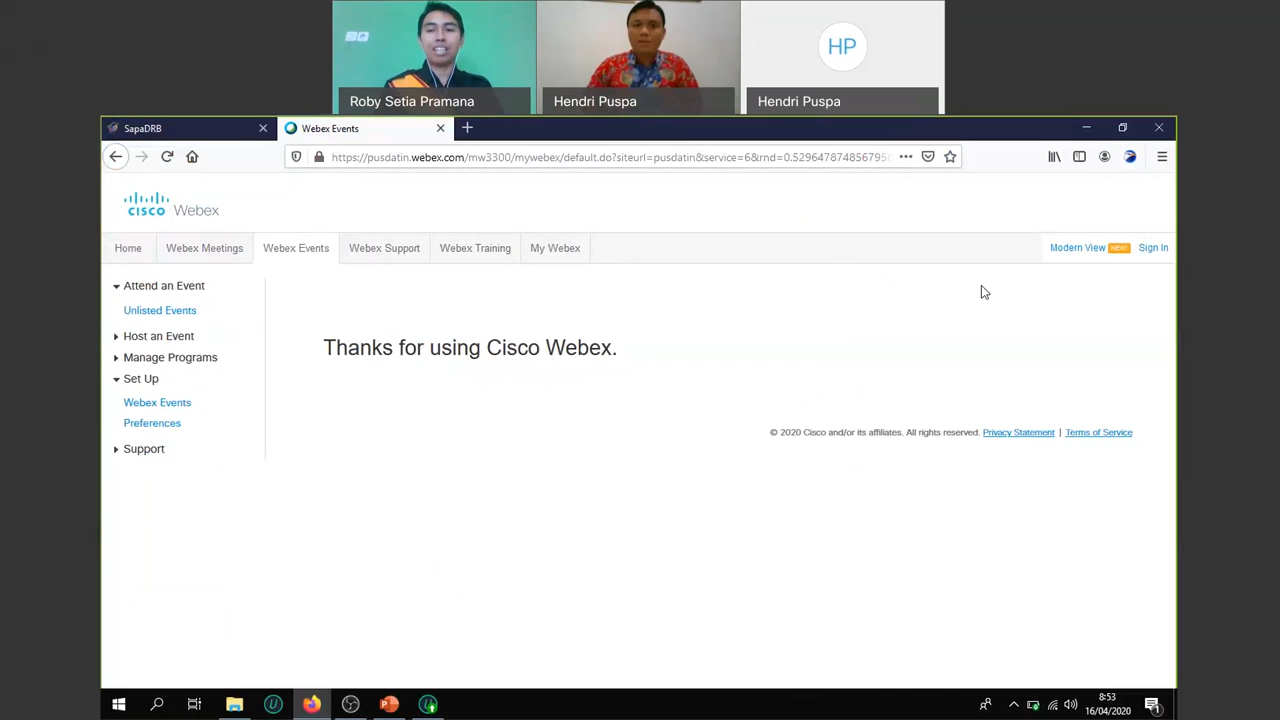 HP
Roby Setia Pramana
Hendri Puspa
Hendri Puspa
SapaDRB
Webex Events
https://pusdatin.webex.com/mw3300/mywebex/default.do?siteurl=pusdatin&service=6&rnd=0.5296478748567956
CISCO Webex
Home
Webex Meetings
Webex Events
Webex Support
Webex Training
My Webex
Modern View NEW!
Sign In
Attend an Event
Unlisted Events
Host an Event
Manage Programs
Set Up
Webex Events
Preferences
Support
Thanks for using Cisco Webex.
© 2020 Cisco and/or its affiliates. All rights reserved. Privacy Statement | Terms of Service
8:53
16/04/2020